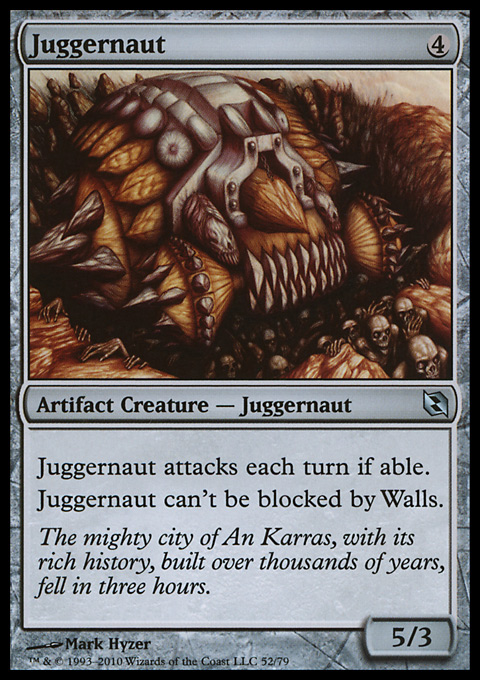 Juggernaut 4
Artifact Creature — Juggernaut
Juggernaut attacks each turn if able.
Juggernaut can't be blocked by Walls.
The mighty city of An Karras, with its
rich history, built over thousands of years,
fell in three hours.
Mark Hyzer
5/3
™ & © 1993–2010 Wizards of the Coast LLC 52/79